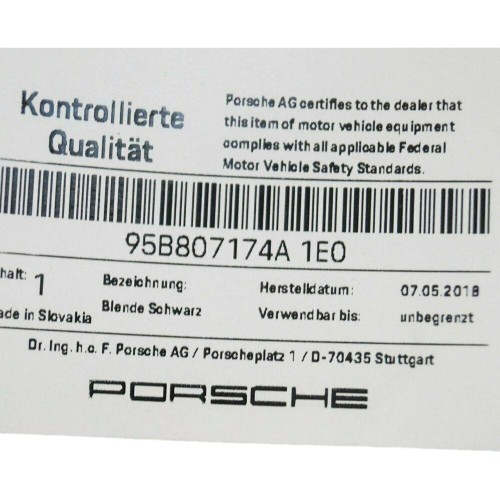 Kontrollierte
Qualität
Porsche AG certifies to the dealer that
this item of motor vehicle equipment
complies with all applicable Federal
Motor Vehicle Safety Standards.
95B807174A 1E0
halt: 1
Bezeichnung:
Blende Schwarz
Herstelldatum: 07.05.2018
Verwendbar bis: unbegrenzt
ade in Slovakia
Dr. Ing. h.c. F. Porsche AG / Porscheplatz 1 / D-70435 Stuttgart
PORSCHE